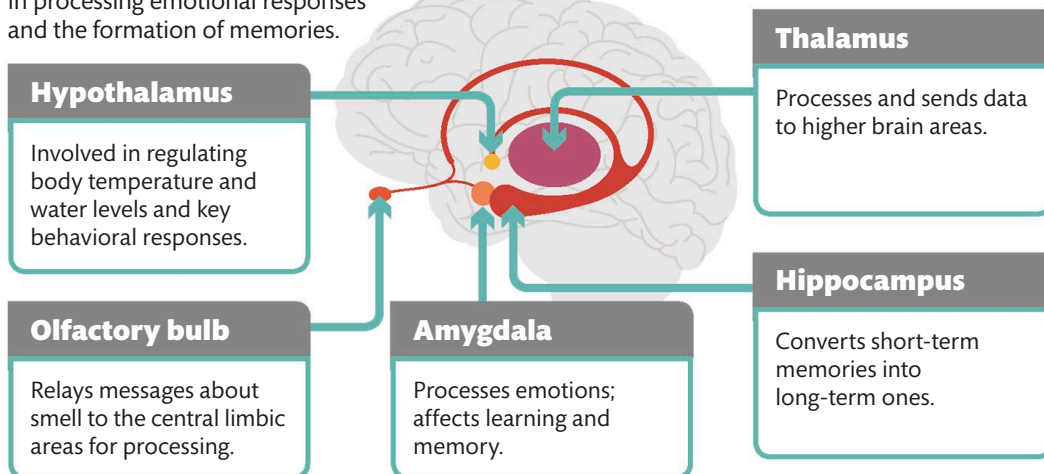 in processing emotional responses
and the formation of memories.
Hypothalamus
Involved in regulating
body temperature and
water levels and key
behavioral responses.
Thalamus
Processes and sends data
to higher brain areas.
Olfactory bulb
Relays messages about
smell to the central limbic
areas for processing.
Amygdala
Processes emotions;
affects learning and
memory.
Hippocampus
Converts short-term
memories into
long-term ones.